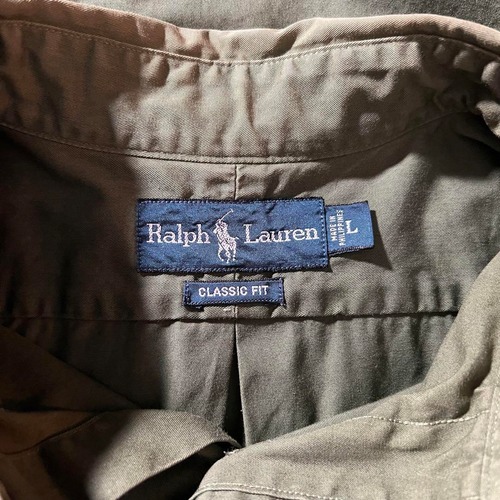 Ralph Lauren
MADE IN
PHILIPPINES
L
CLASSIC FIT